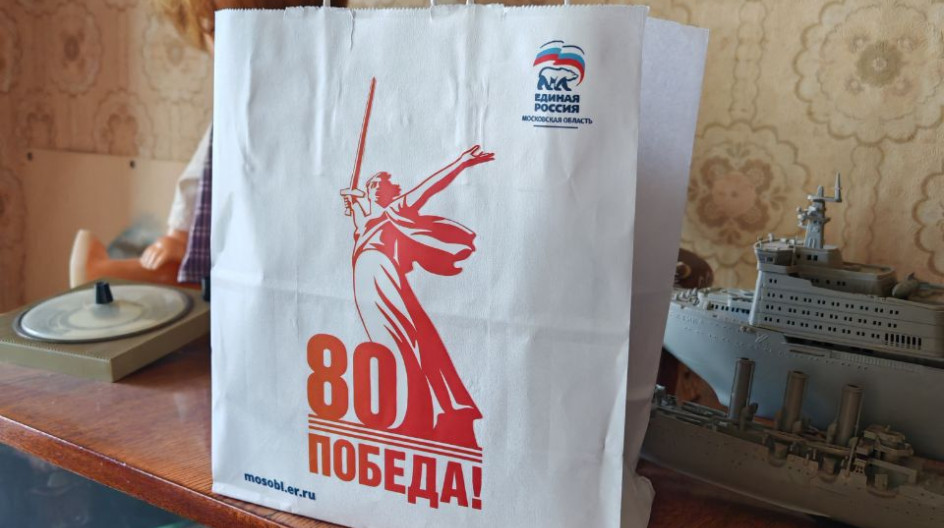 ЕДИНАЯ
РОССИЯ
МОСКОВСКАЯ ОБЛАСТЬ
80
ПОБЕДА!
mosobl.er.ru